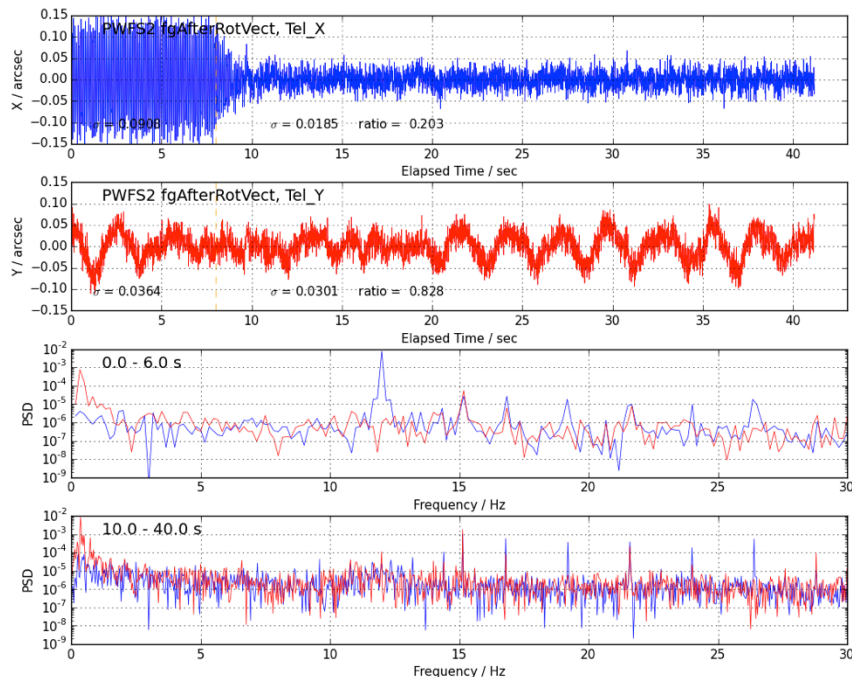 PWFS2 fgAfterRotVect, Tel_X
0.15
0.10
0.05
0.00
−0.05
−0.10
−0.15
X / arcsec
σ = 0.0908
σ = 0.0185 ratio = 0.203
0 5 10 15 20 25 30 35 40
Elapsed Time / sec
PWFS2 fgAfterRotVect, Tel_Y
0.15
0.10
0.05
0.00
−0.05
−0.10
−0.15
Y / arcsec
σ = 0.0364
σ = 0.0301 ratio = 0.828
0 5 10 15 20 25 30 35 40
Elapsed Time / sec
0.0 - 6.0 s
10⁻²
10⁻³
10⁻⁴
10⁻⁵
10⁻⁶
10⁻⁷
10⁻⁸
10⁻⁹
PSD
0 5 10 15 20 25 30
Frequency / Hz
10.0 - 40.0 s
10⁻²
10⁻³
10⁻⁴
10⁻⁵
10⁻⁶
10⁻⁷
10⁻⁸
10⁻⁹
PSD
0 5 10 15 20 25 30
Frequency / Hz